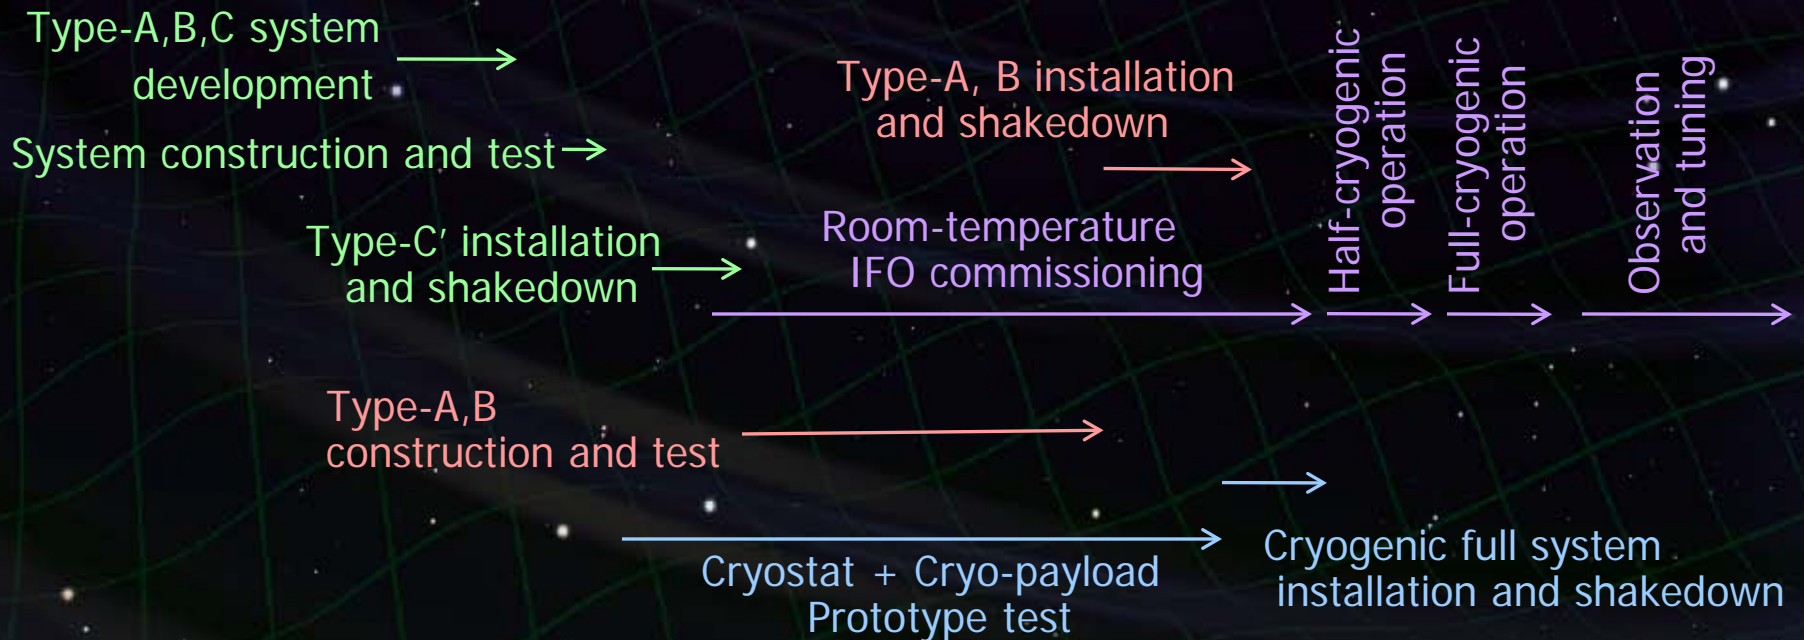 Type-A,B,C system
development
System construction and test
Type-C' installation
and shakedown
Type-A, B installation
and shakedown
Room-temperature
IFO commissioning
Half-cryogenic
operation
Full-cryogenic
operation
Observation
and tuning
Type-A,B
construction and test
Cryostat + Cryo-payload
Prototype test
Cryogenic full system
installation and shakedown